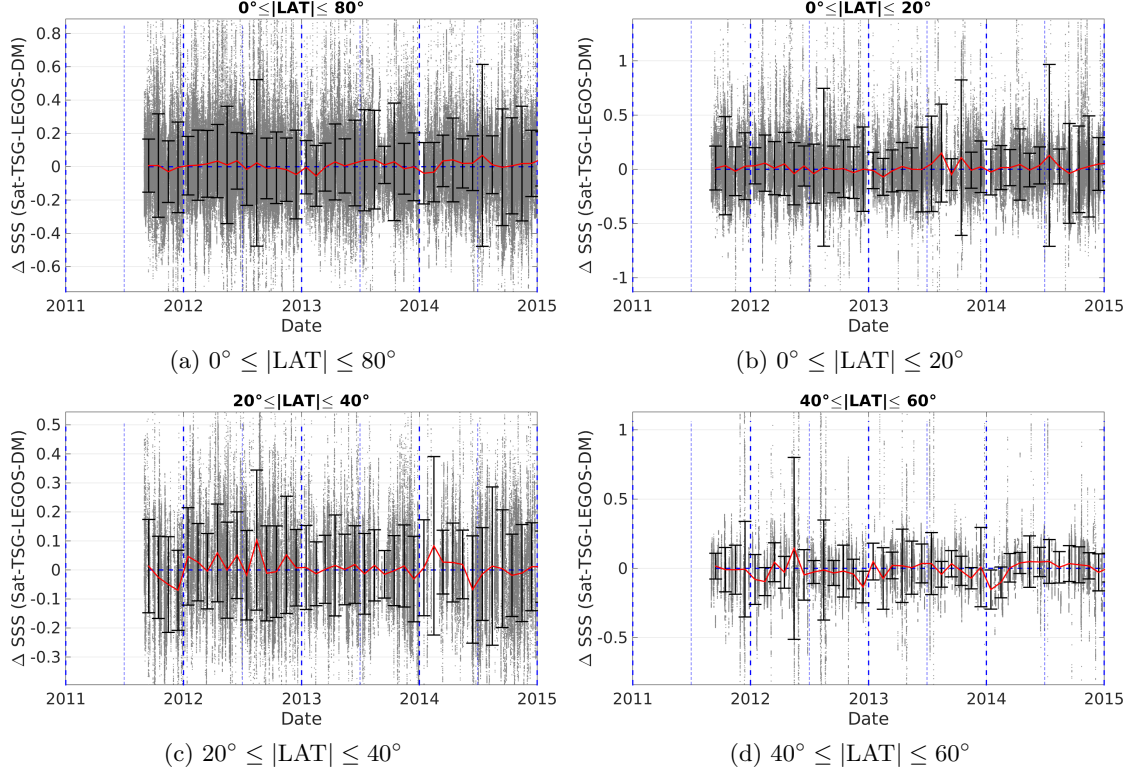 0°≤|LAT|≤ 80°
0.8
0.6
0.4
0.2
0
-0.2
-0.4
-0.6
Δ SSS (Sat-TSG-LEGOS-DM)
2011 2012 2013 2014 2015
Date
(a) 0° ≤ |LAT| ≤ 80°
0°≤|LAT|≤ 20°
1
0.5
0
-0.5
-1
Δ SSS (Sat-TSG-LEGOS-DM)
2011 2012 2013 2014 2015
Date
(b) 0° ≤ |LAT| ≤ 20°
20°≤|LAT|≤ 40°
0.5
0.4
0.3
0.2
0.1
0
-0.1
-0.2
-0.3
Δ SSS (Sat-TSG-LEGOS-DM)
2011 2012 2013 2014 2015
Date
(c) 20° ≤ |LAT| ≤ 40°
40°≤|LAT|≤ 60°
1
0.5
0
-0.5
Δ SSS (Sat-TSG-LEGOS-DM)
2011 2012 2013 2014 2015
Date
(d) 40° ≤ |LAT| ≤ 60°